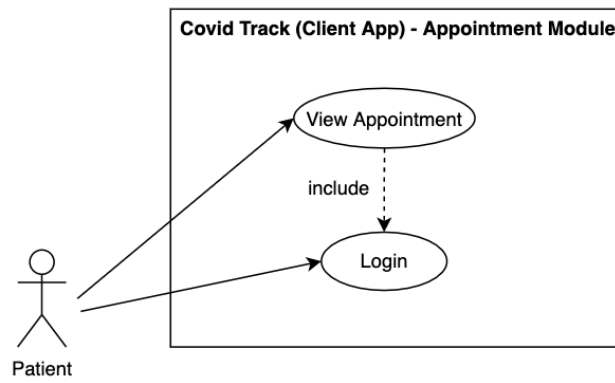 Covid Track (Client App) - Appointment Module
View Appointment
include
Login
Patient